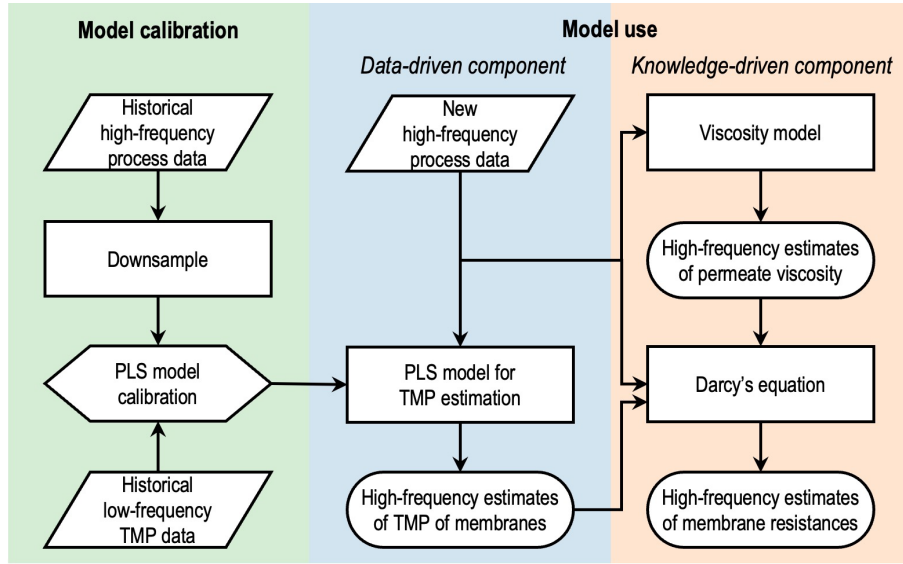 Model calibration
Model use
Data-driven component
Knowledge-driven component
Historical
high-frequency
process data
Downsample
PLS model
calibration
Historical
low-frequency
TMP data
New
high-frequency
process data
PLS model for
TMP estimation
High-frequency estimates
of TMP of membranes
Viscosity model
High-frequency estimates
of permeate viscosity
Darcy's equation
High-frequency estimates
of membrane resistances